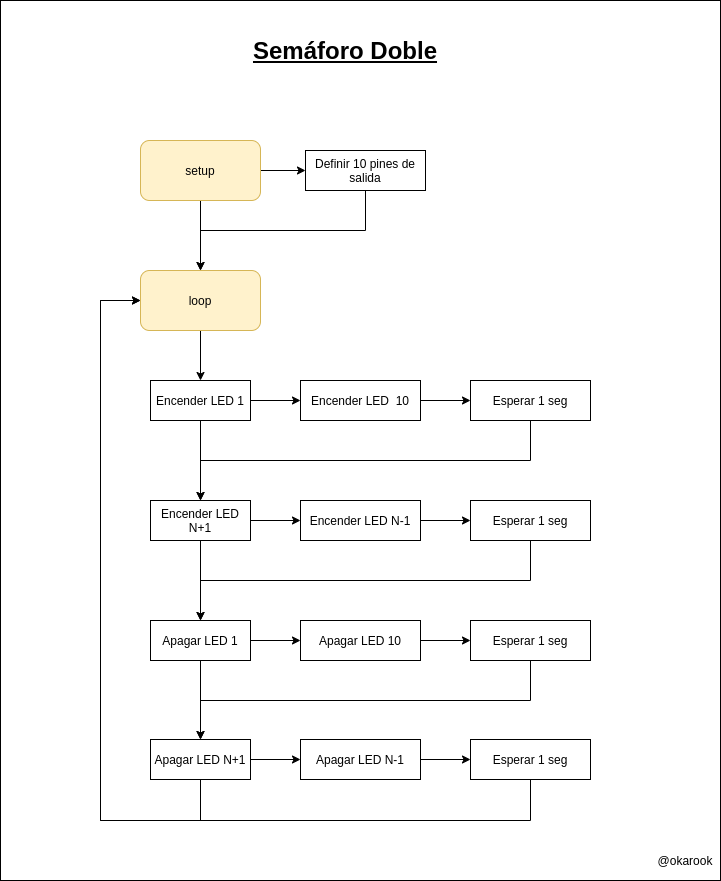 Semáforo Doble
setup
Definir 10 pines de
salida
loop
Encender LED 1
Encender LED  10
Esperar 1 seg
Encender LED
N+1
Encender LED N-1
Esperar 1 seg
Apagar LED 1
Apagar LED 10
Esperar 1 seg
Apagar LED N+1
Apagar LED N-1
Esperar 1 seg
@okarook